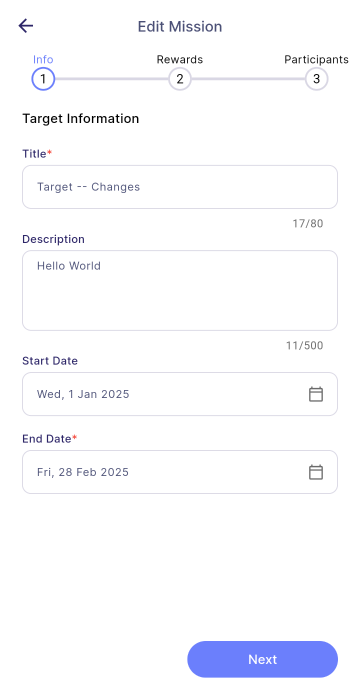 Edit Mission
Info Rewards Participants
1 2 3
Target Information
Title*
Target -- Changes
17/80
Description
Hello World
11/500
Start Date
Wed, 1 Jan 2025
End Date*
Fri, 28 Feb 2025
Next